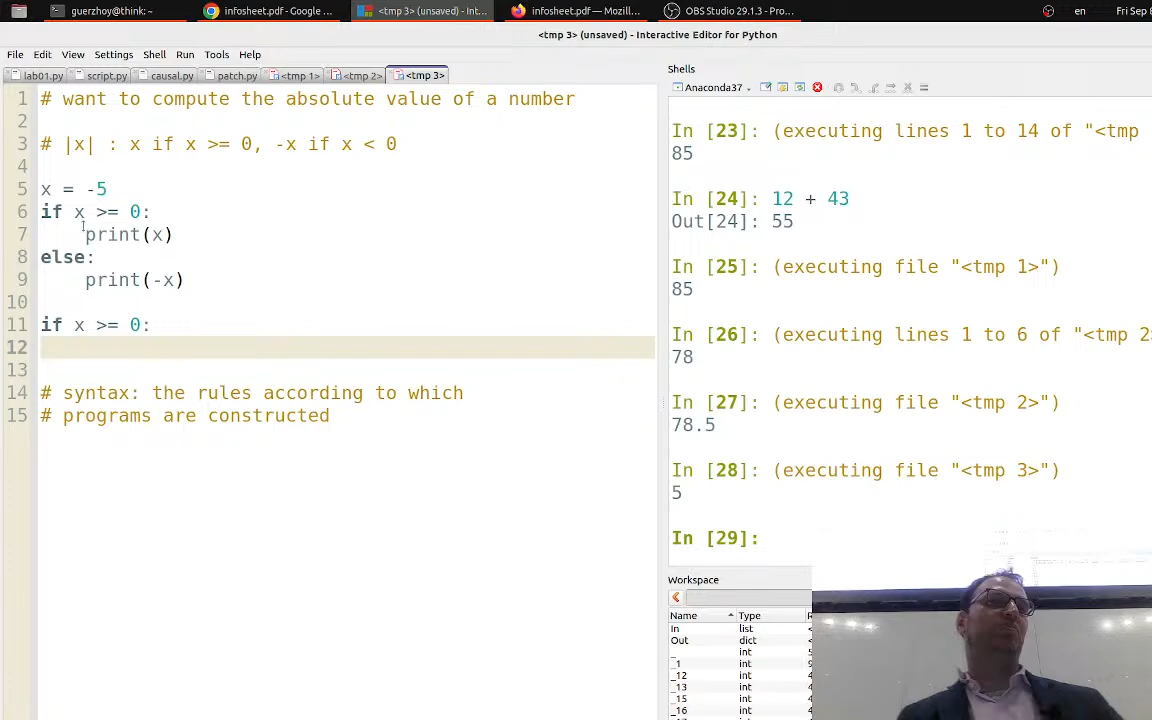 guerzhoy@think: ~
infosheet.pdf - Google ...
<tmp 3> (unsaved) - Int...
infosheet.pdf — Mozill...
OBS Studio 29.1.3 - Pro...
en
Fri Sep 8
<tmp 3> (unsaved) - Interactive Editor for Python
File Edit View Settings Shell Run Tools Help
lab01.py script.py causal.py patch.py <tmp 1> <tmp 2> <tmp 3>
1 # want to compute the absolute value of a number
2
3 # |x| : x if x >= 0, -x if x < 0
4
5 x = -5
6 if x >= 0:
7 print(x)
8 else:
9 print(-x)
10
11 if x >= 0:
12
13
14 # syntax: the rules according to which
15 # programs are constructed
Shells
Anaconda37
In [23]: (executing lines 1 to 14 of "<tmp
85
In [24]: 12 + 43
Out[24]: 55
In [25]: (executing file "<tmp 1>")
85
In [26]: (executing lines 1 to 6 of "<tmp 2>
78
In [27]: (executing file "<tmp 2>")
78.5
In [28]: (executing file "<tmp 3>")
5
In [29]:
Workspace
Name Type
In list
Out dict
_ int
_1 int
_12 int
_13 int
_15 int
_16 int